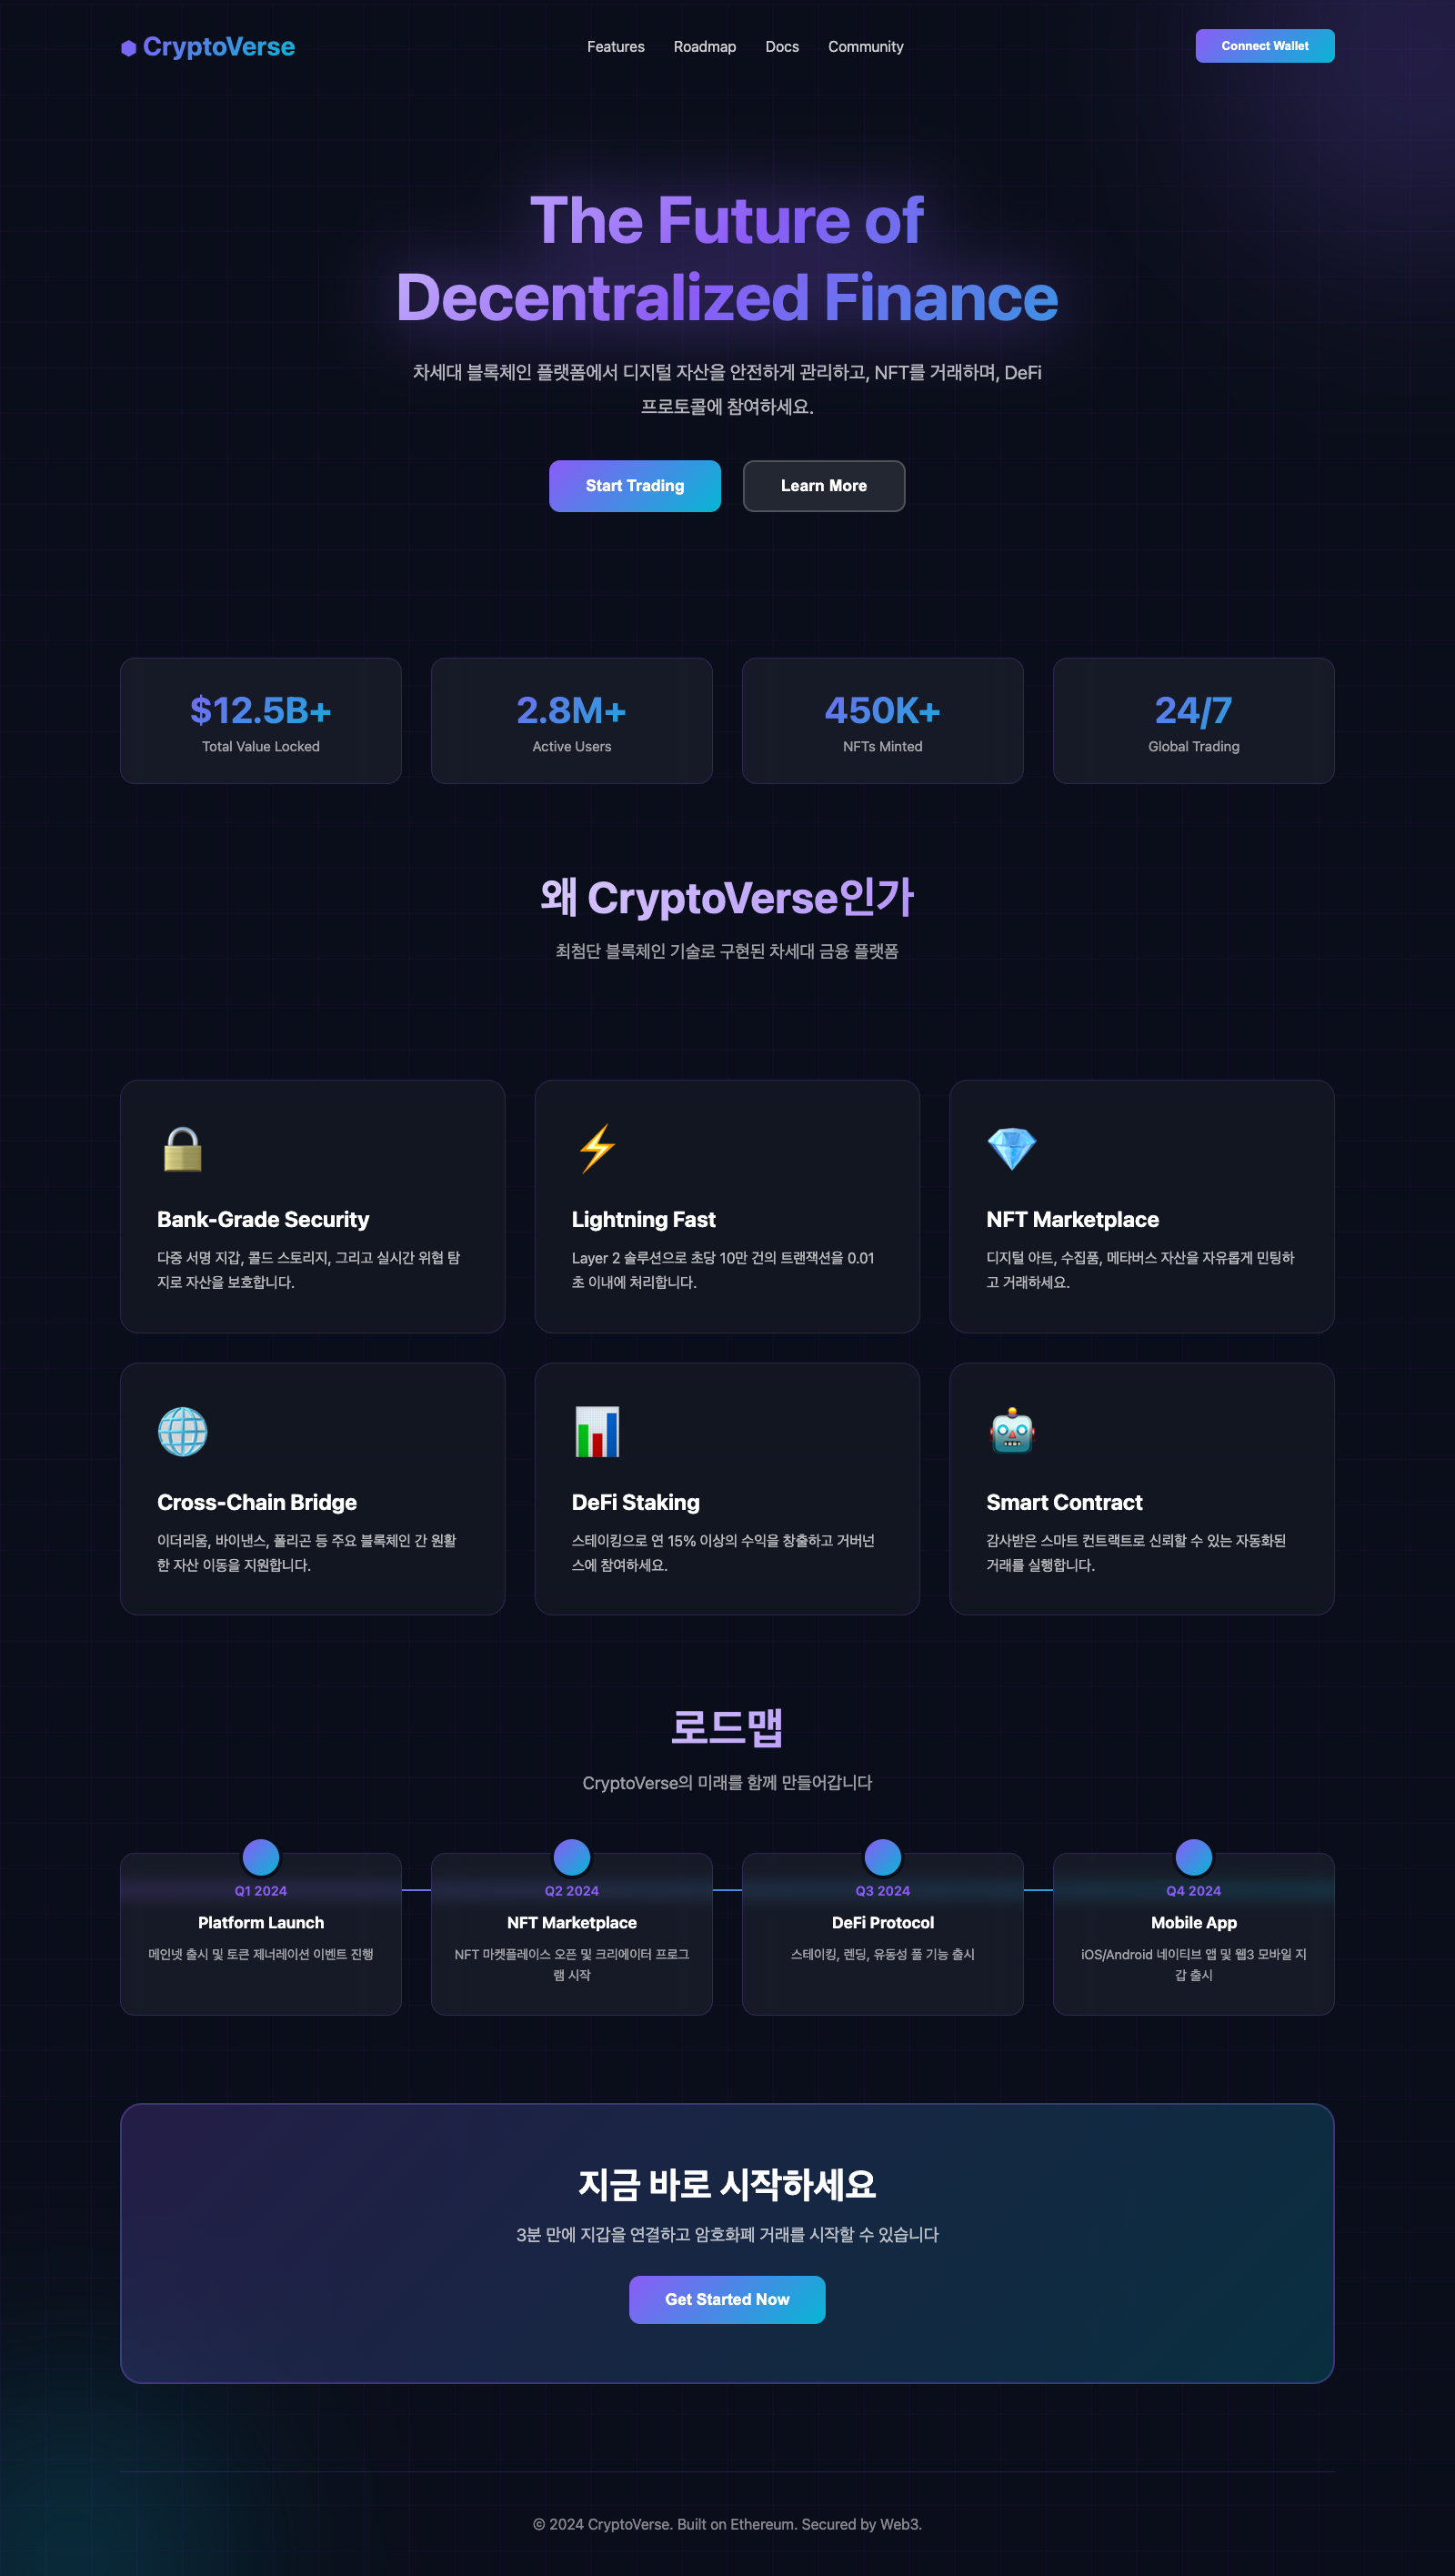 CryptoVerse
Features
Roadmap
Docs
Community
Connect Wallet
The Future of
Decentralized Finance
차세대 블록체인 플랫폼에서 디지털 자산을 안전하게 관리하고, NFT를 거래하며, DeFi
프로토콜에 참여하세요.
Start Trading
Learn More
$12.5B+
Total Value Locked
2.8M+
Active Users
450K+
NFTs Minted
24/7
Global Trading
왜 CryptoVerse인가
최첨단 블록체인 기술로 구현된 차세대 금융 플랫폼
Bank-Grade Security
다중 서명 지갑, 콜드 스토리지, 그리고 실시간 위협 탐
지로 자산을 보호합니다.
Lightning Fast
Layer 2 솔루션으로 초당 10만 건의 트랜잭션을 0.01
초 이내에 처리합니다.
NFT Marketplace
디지털 아트, 수집품, 메타버스 자산을 자유롭게 민팅하
고 거래하세요.
Cross-Chain Bridge
이더리움, 바이낸스, 폴리곤 등 주요 블록체인 간 원활
한 자산 이동을 지원합니다.
DeFi Staking
스테이킹으로 연 15% 이상의 수익을 창출하고 거버넌
스에 참여하세요.
Smart Contract
감사받은 스마트 컨트랙트로 신뢰할 수 있는 자동화된
거래를 실행합니다.
로드맵
CryptoVerse의 미래를 함께 만들어갑니다
Q1 2024
Platform Launch
메인넷 출시 및 토큰 제너레이션 이벤트 진행
Q2 2024
NFT Marketplace
NFT 마켓플레이스 오픈 및 크리에이터 프로그
램 시작
Q3 2024
DeFi Protocol
스테이킹, 렌딩, 유동성 풀 기능 출시
Q4 2024
Mobile App
iOS/Android 네이티브 앱 및 웹3 모바일 지
갑 출시
지금 바로 시작하세요
3분 만에 지갑을 연결하고 암호화폐 거래를 시작할 수 있습니다
Get Started Now
© 2024 CryptoVerse. Built on Ethereum. Secured by Web3.